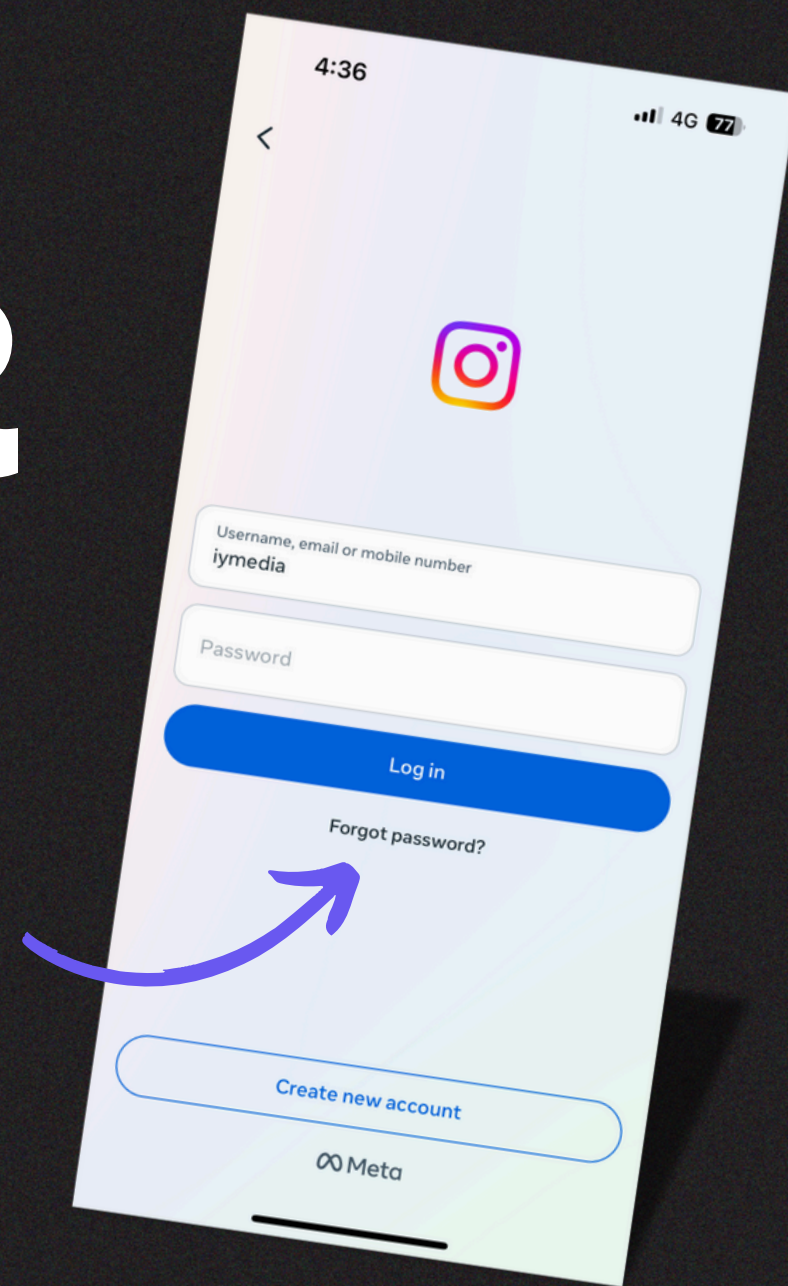 4:36
4G 77
2
Username, email or mobile number
iymedia
Password
Log in
Forgot password?
Create new account
Meta